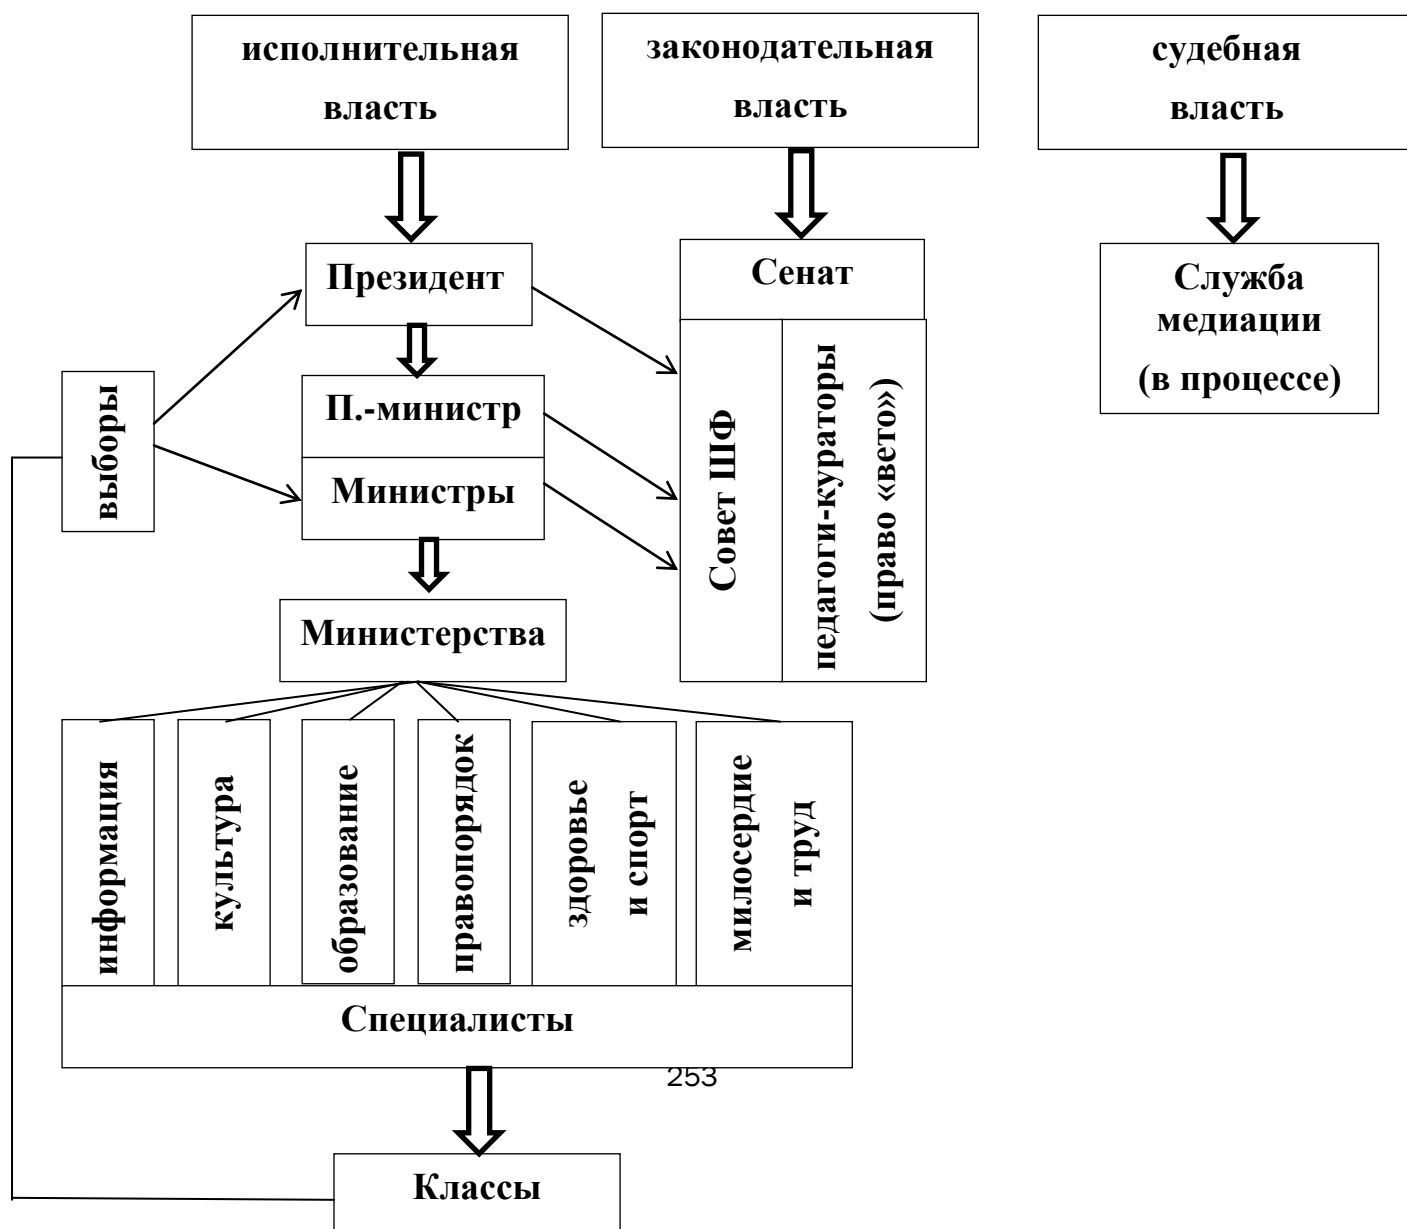 исполнительная
власть
законодательная
власть
судебная
власть
Президент
Сенат
Служба
медиации
(в процессе)
выборы
П.-министр
Министры
Совет ШФ
педагоги-кураторы
(право «вето»)
Министерства
информация
культура
образование
правопорядок
здоровье
и спорт
милосердие
и труд
Специалисты
253
Классы